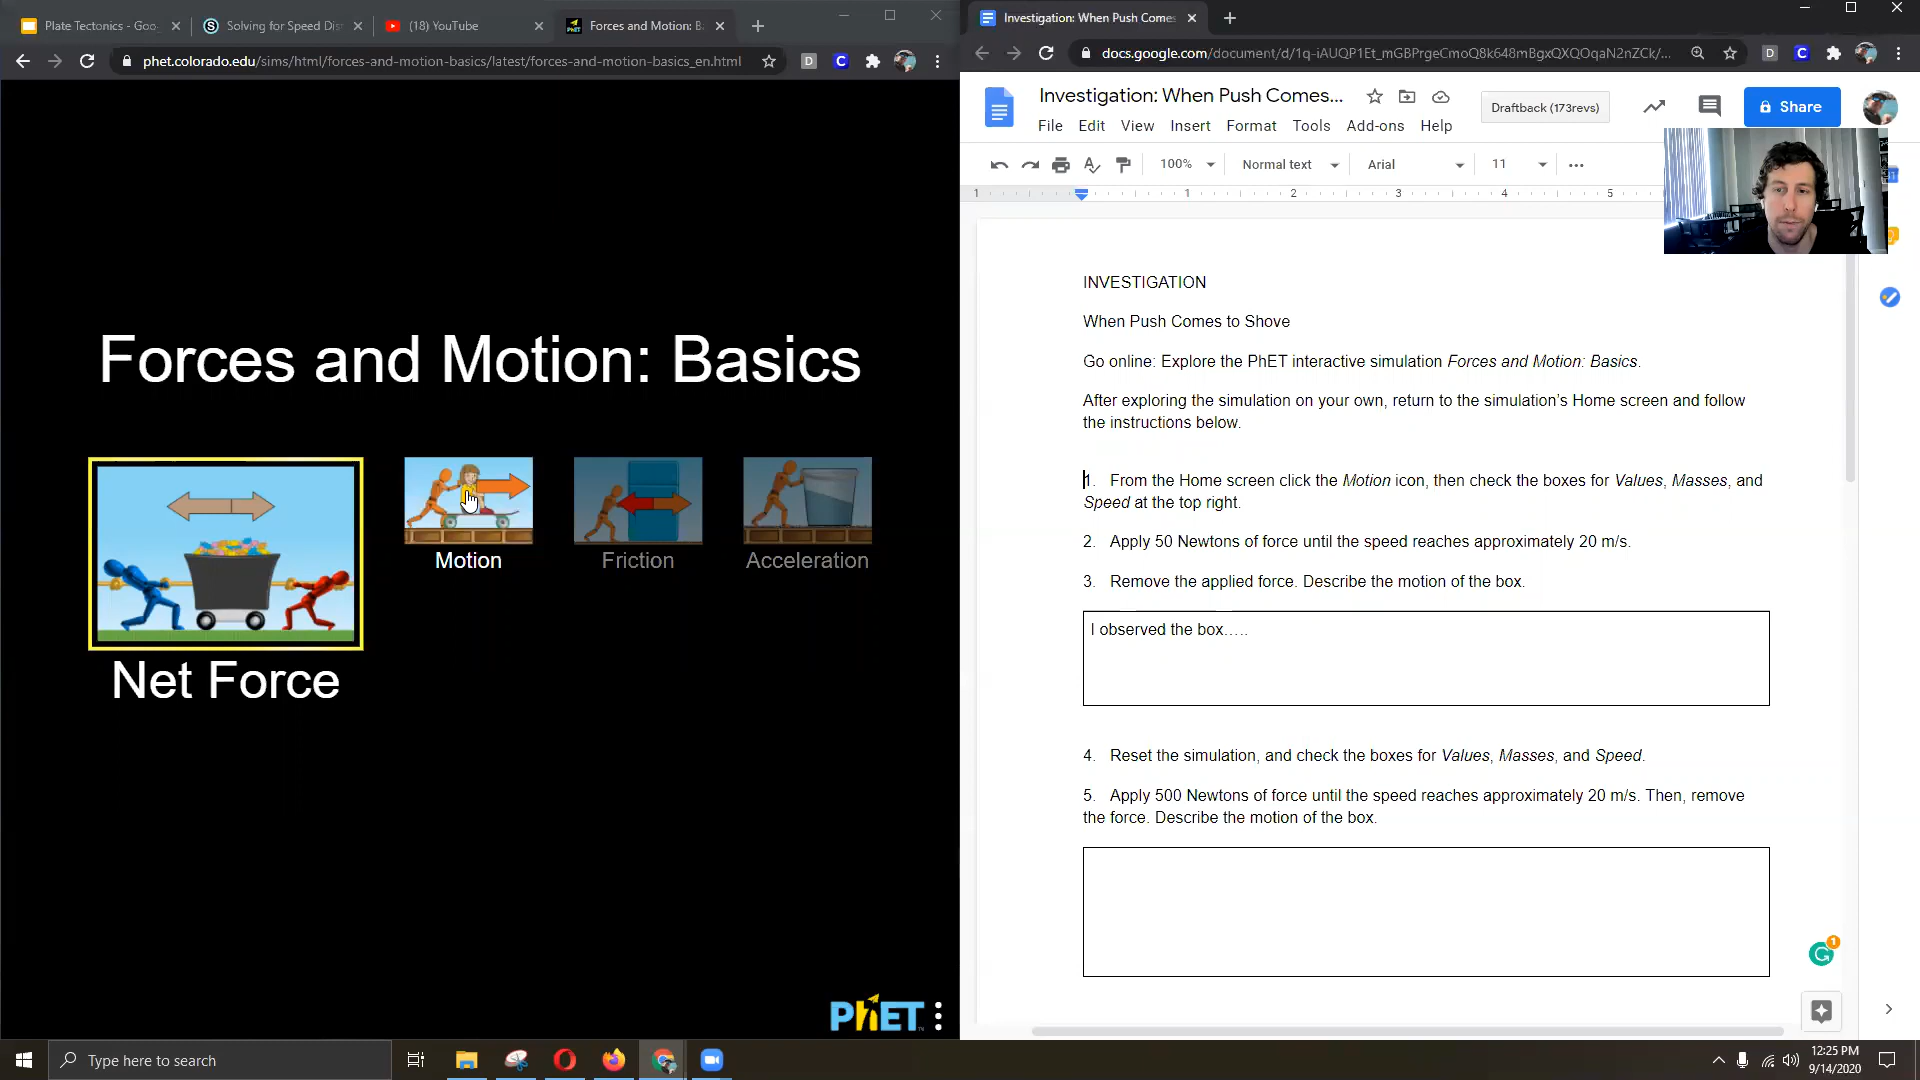 Plate Tectonics - Goo
Solving for Speed Dis
(18) YouTube
Forces and Motion: Ba
phet.colorado.edu/sims/html/forces-and-motion-basics/latest/forces-and-motion-basics_en.html
Forces and Motion: Basics
Motion
Friction
Acceleration
Net Force
PhET
Investigation: When Push Comes
docs.google.com/document/d/1q-iAUQP1Et_mGBPrgeCmoQ8k648mBgxQXQOqaN2nZCk/...
Investigation: When Push Comes...
Draftback (173revs)
Share
File Edit View Insert Format Tools Add-ons Help
100% Normal text Arial 11
1 1 2 3 4 5
INVESTIGATION
When Push Comes to Shove
Go online: Explore the PhET interactive simulation Forces and Motion: Basics.
After exploring the simulation on your own, return to the simulation's Home screen and follow
the instructions below.
1. From the Home screen click the Motion icon, then check the boxes for Values, Masses, and
Speed at the top right.
2. Apply 50 Newtons of force until the speed reaches approximately 20 m/s.
3. Remove the applied force. Describe the motion of the box.
I observed the box…..
4. Reset the simulation, and check the boxes for Values, Masses, and Speed.
5. Apply 500 Newtons of force until the speed reaches approximately 20 m/s. Then, remove
the force. Describe the motion of the box.
1
Type here to search
12:25 PM
9/14/2020